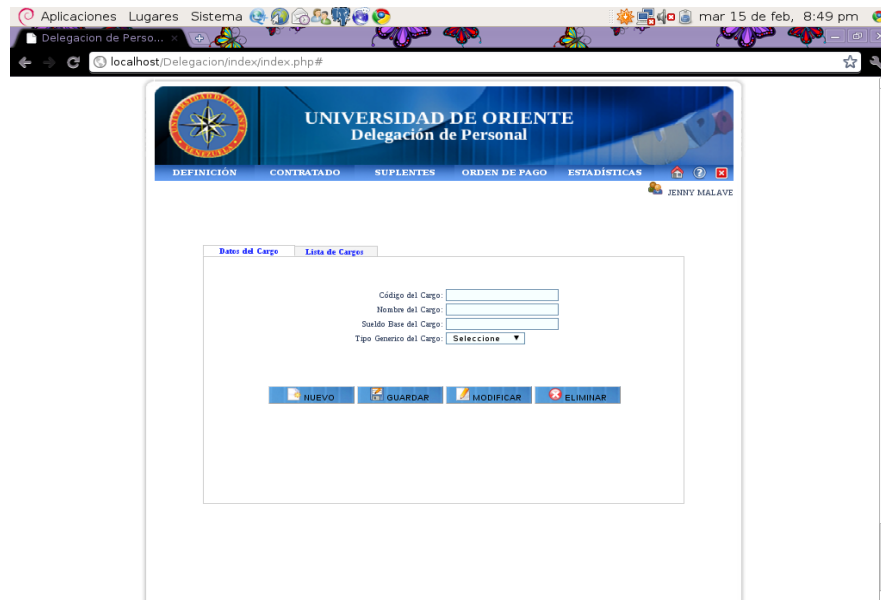 Aplicaciones Lugares Sistema mar 15 de feb, 8:49 pm
Delegacion de Perso...
localhost/Delegacion/index/index.php#
UNIVERSIDAD DE ORIENTE
Delegación de Personal
DEFINICIÓN CONTRATADO SUPLENTES ORDEN DE PAGO ESTADÍSTICAS
JENNY MALAVE
Datos del Cargo Lista de Cargos
Código del Cargo:
Nombre del Cargo:
Sueldo Base del Cargo:
Tipo Generico del Cargo: Seleccione
NUEVO GUARDAR MODIFICAR ELIMINAR